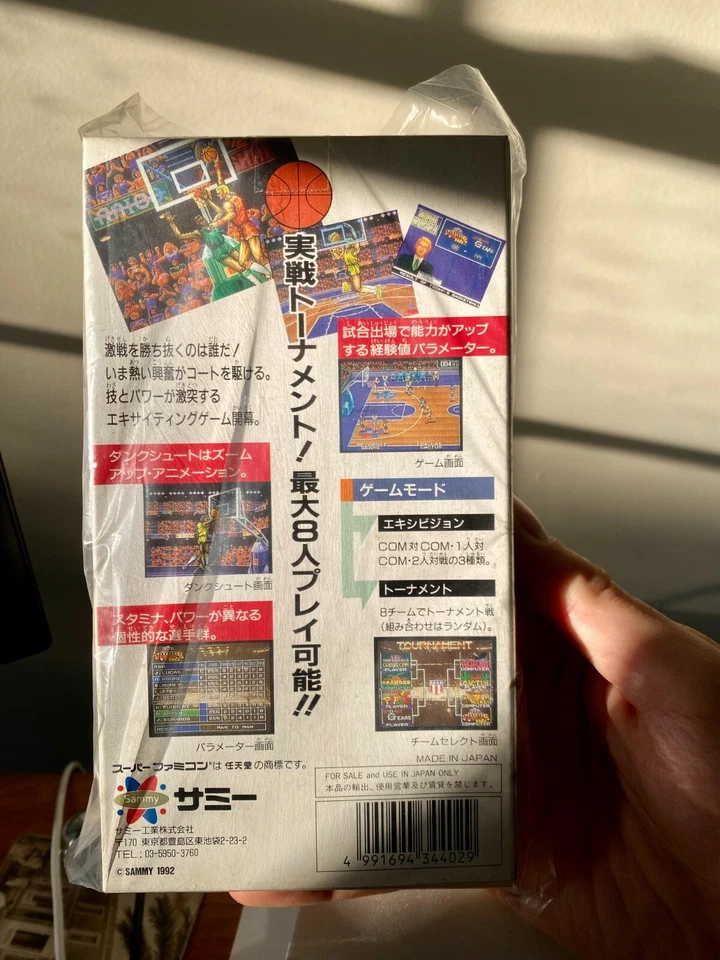 実戦トーナメント! 最大8人プレイ可能!!
激戦を勝ち抜くのは誰だ!
いま熱い興奮がコートを駆ける。
技とパワーが激突する
エキサイティングゲーム開幕。
試合出場で能力がアップ
する経験値パラメーター。
ゲーム画面
ダンクシュートはズーム
アップ・アニメーション。
ダンクシュート画面
スタミナ、パワーが異なる
個性的な選手群。
パラメーター画面
ゲームモード
エキシビジョン
COM対COM・1人対
COM・2人対戦の3種類。
トーナメント
8チームでトーナメント戦
(組み合わせはランダム)。
TOURNAMENT
PLAYER
COMPUTER
PLAYER
COMPUTER
PLAYER
COMPUTER
チームセレクト画面
MADE IN JAPAN
スーパーファミコン®は任天堂の商標です。
Sammy サミー
サミー工業株式会社
〒170 東京都豊島区東池袋2-23-2
TEL:03-5950-3760
©SAMMY 1992
FOR SALE and USE IN JAPAN ONLY
本品の輸出、使用営業及び賃貸を禁じます。
4 991694 344029